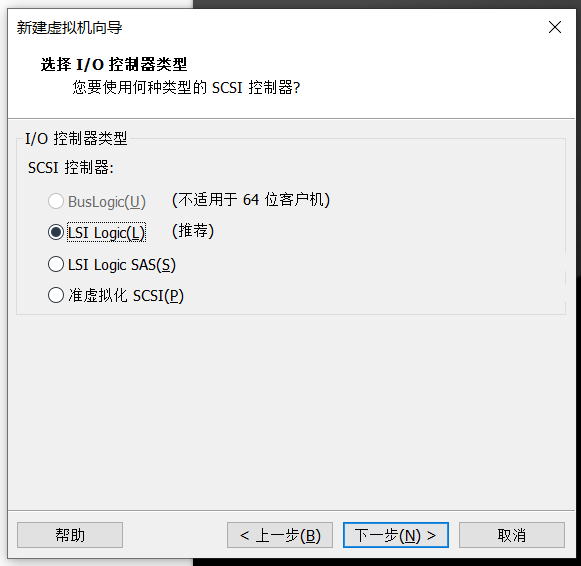 新建虚拟机向导
选择 I/O 控制器类型
您要使用何种类型的 SCSI 控制器?
I/O 控制器类型
SCSI 控制器:
BusLogic(U) (不适用于 64 位客户机)
LSI Logic(L) (推荐)
LSI Logic SAS(S)
准虚拟化 SCSI(P)
帮助 < 上一步(B) 下一步(N) > 取消